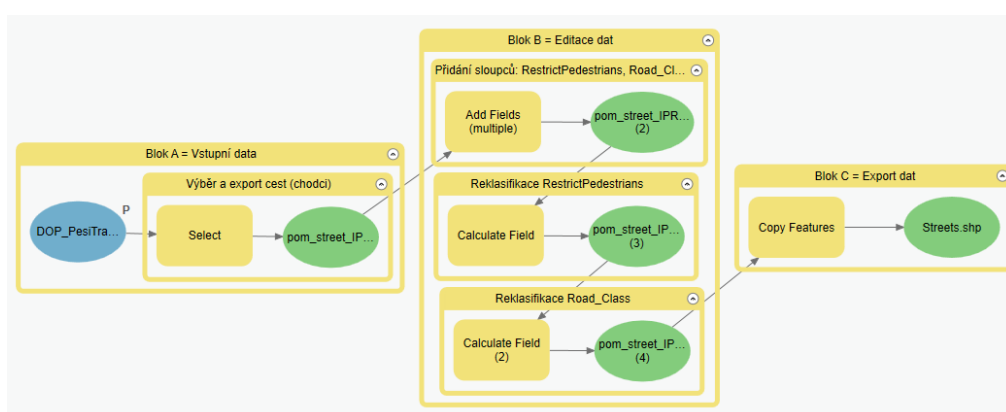 Blok A = Vstupní data
Výběr a export cest (chodci)
P
DOP_PesiTra...
Select
pom_street_IP...
Blok B = Editace dat
Přidání sloupců: RestrictPedestrians, Road_Cl...
Add Fields
(multiple)
pom_street_IPR...
(2)
Reklasifikace RestrictPedestrians
Calculate Field
pom_street_IP...
(3)
Reklasifikace Road_Class
Calculate Field
(2)
pom_street_IP...
(4)
Blok C = Export dat
Copy Features
Streets.shp